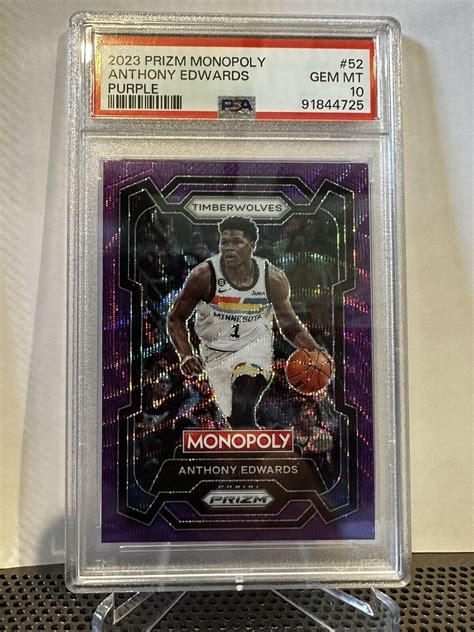 2023 PRIZM MONOPOLY #52
ANTHONY EDWARDS GEM MT
PURPLE PSA 10
91844725
TIMBERWOLVES
6
MINNESOTA
1
MONOPOLY
ANTHONY EDWARDS
PANINI
PRIZM